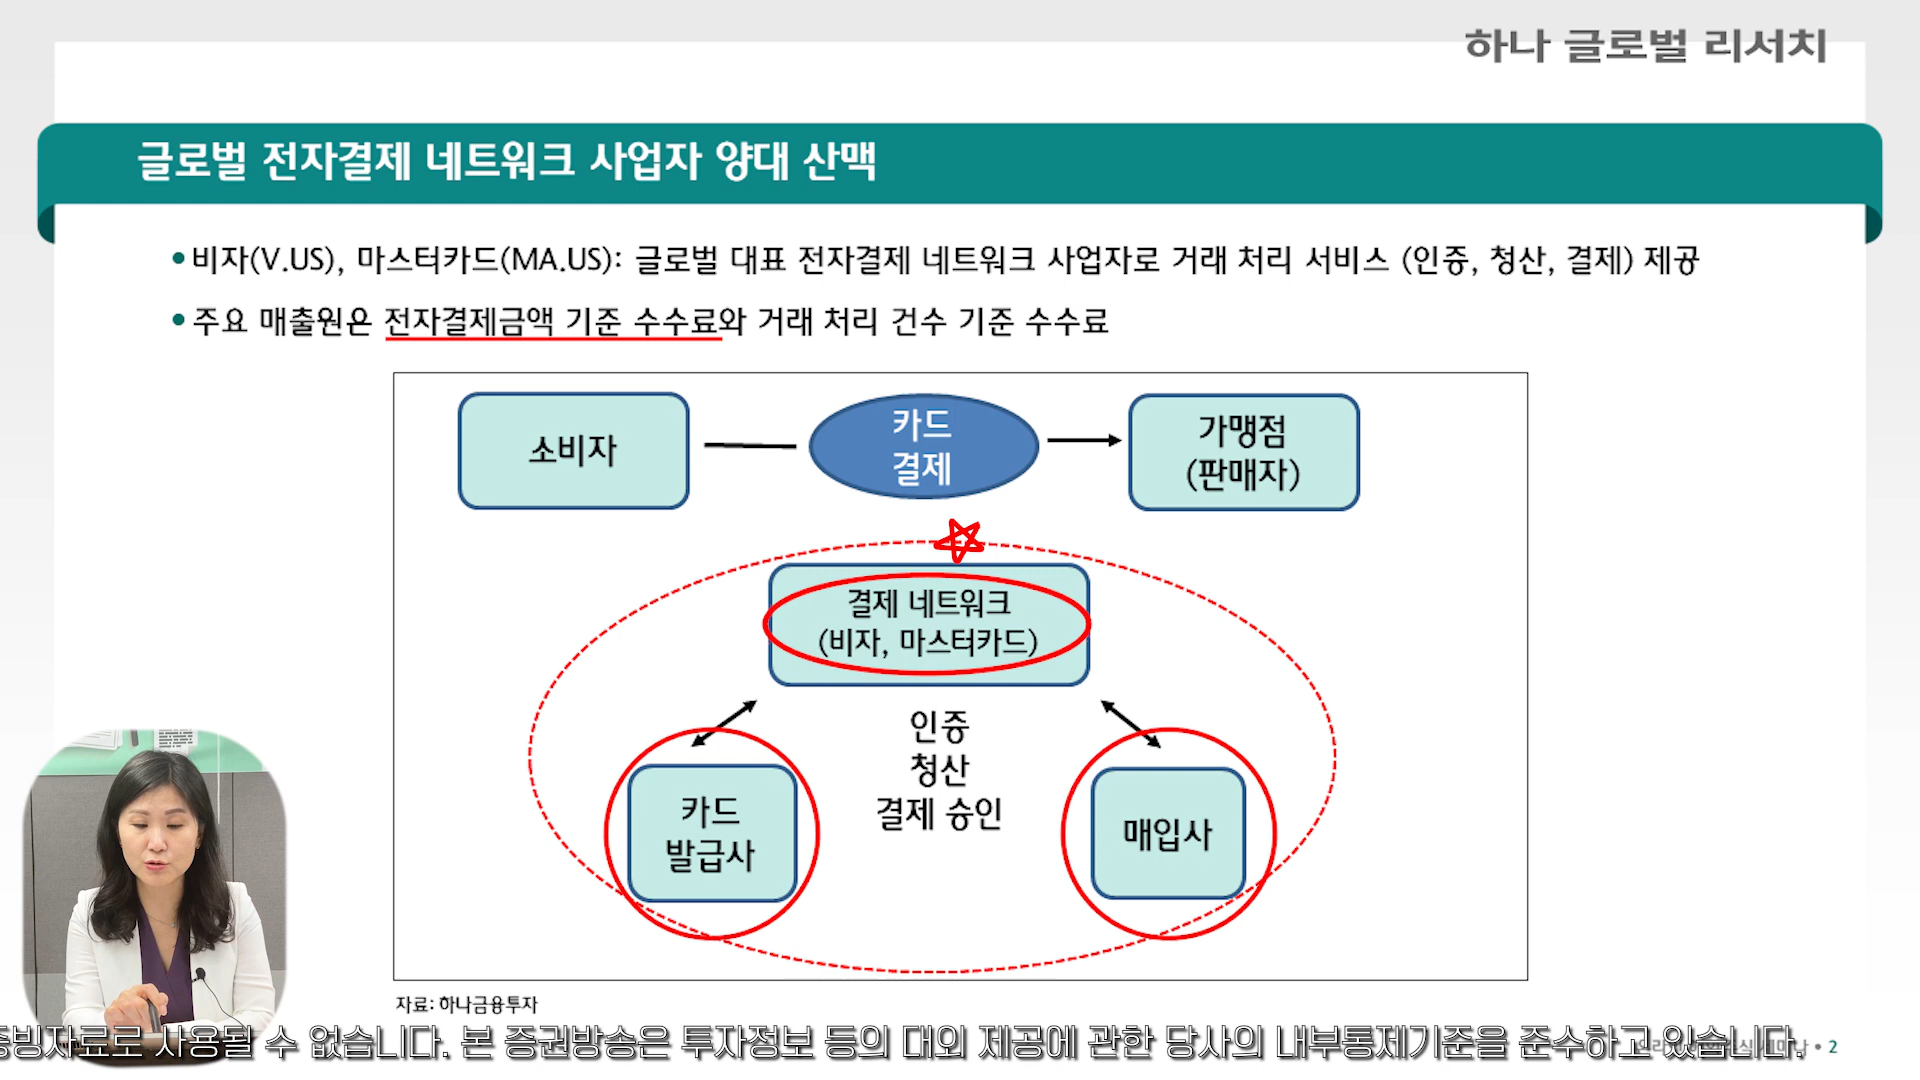 하나 글로벌 리서치
글로벌 전자결제 네트워크 사업자 양대 산맥
•비자(V.US), 마스터카드(MA.US): 글로벌 대표 전자결제 네트워크 사업자로 거래 처리 서비스 (인증, 청산, 결제) 제공
•주요 매출원은 전자결제금액 기준 수수료와 거래 처리 건수 기준 수수료
소비자
카드
결제
가맹점
(판매자)
결제 네트워크
(비자, 마스터카드)
인증
청산
결제 승인
카드
발급사
매입사
자료: 하나금융투자
증빙자료로 사용될 수 없습니다. 본 증권방송은 투자정보 등의 대외 제공에 관한 당사의 내부통제기준을 준수하고 있습니다.
세미나 • 2